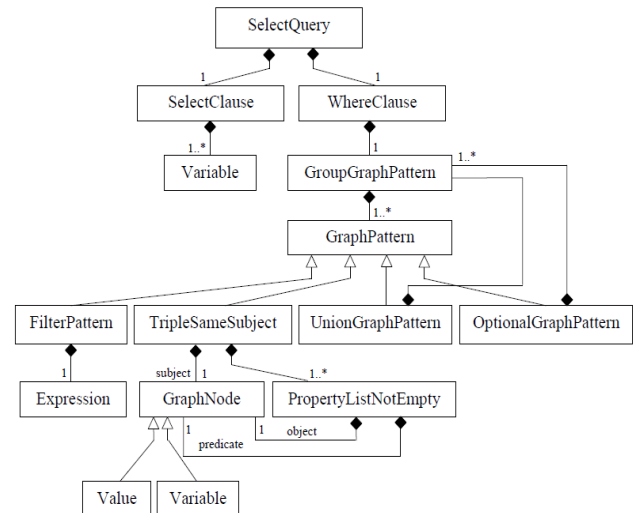 SelectQuery
1
1
SelectClause
WhereClause
1..*
1
1..*
Variable
GroupGraphPattern
1..*
GraphPattern
FilterPattern
TripleSameSubject
UnionGraphPattern
OptionalGraphPattern
1
subject
1
1..*
Expression
GraphNode
PropertyListNotEmpty
1
1
object
predicate
Value
Variable